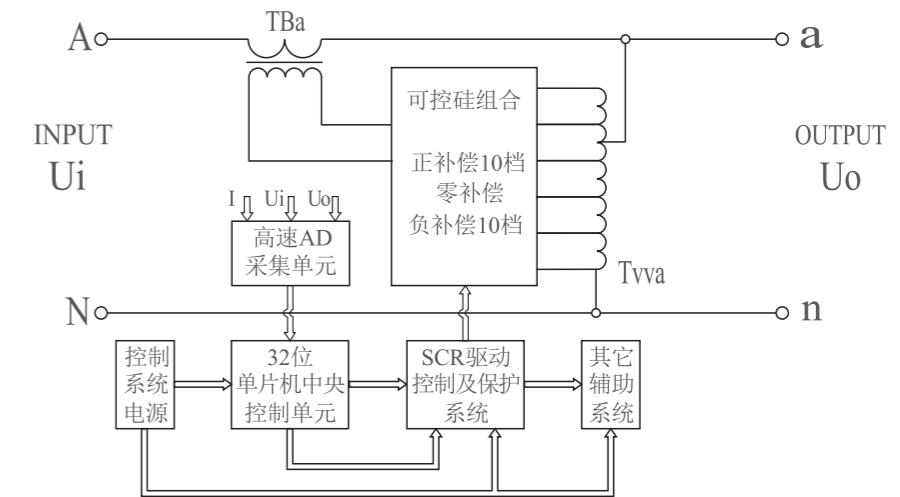 TBa
A
a
可控硅组合
INPUT
Ui
OUTPUT
Uo
正补偿10档
零补偿
负补偿10档
I Ui Uo
高速AD
采集单元
Tvva
N
n
控制
系统
电源
32位
单片机中央
控制单元
SCR驱动
控制及保护
系统
其它
辅助
系统